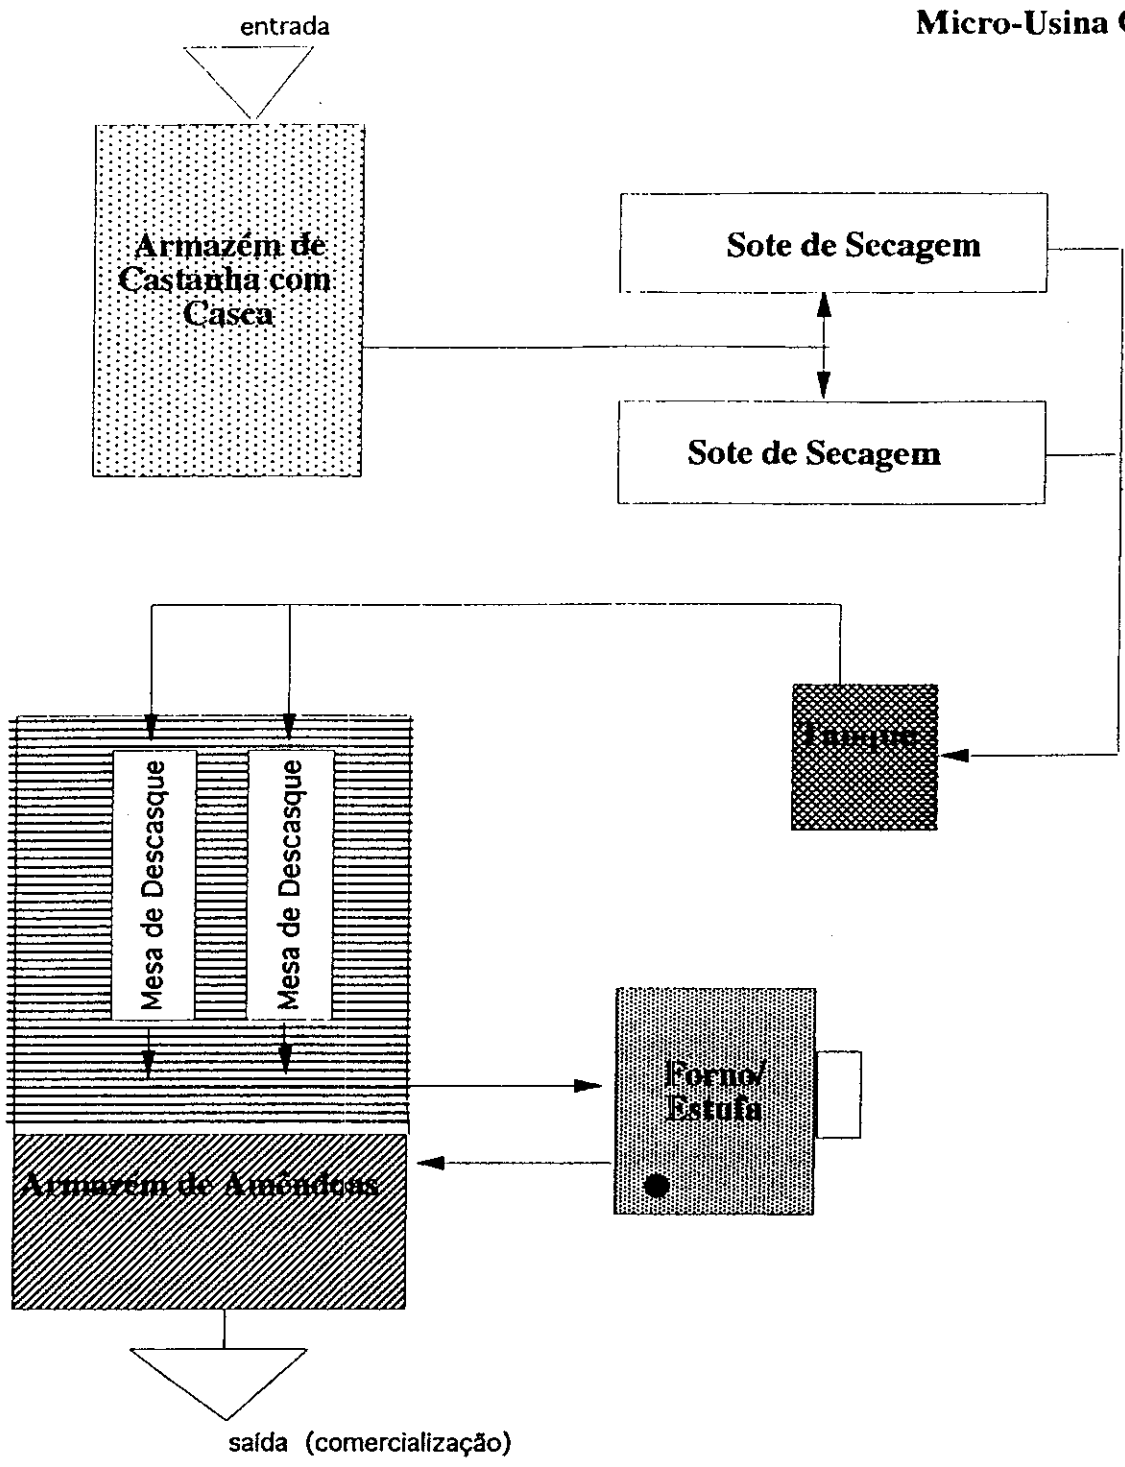 Micro-Usina
entrada
Armazém de
Castanha com
Casca
Sote de Secagem
Sote de Secagem
Tanque
Mesa de Descasque
Mesa de Descasque
Forno/
Estufa
Armazém de Amêndoas
saída (comercialização)